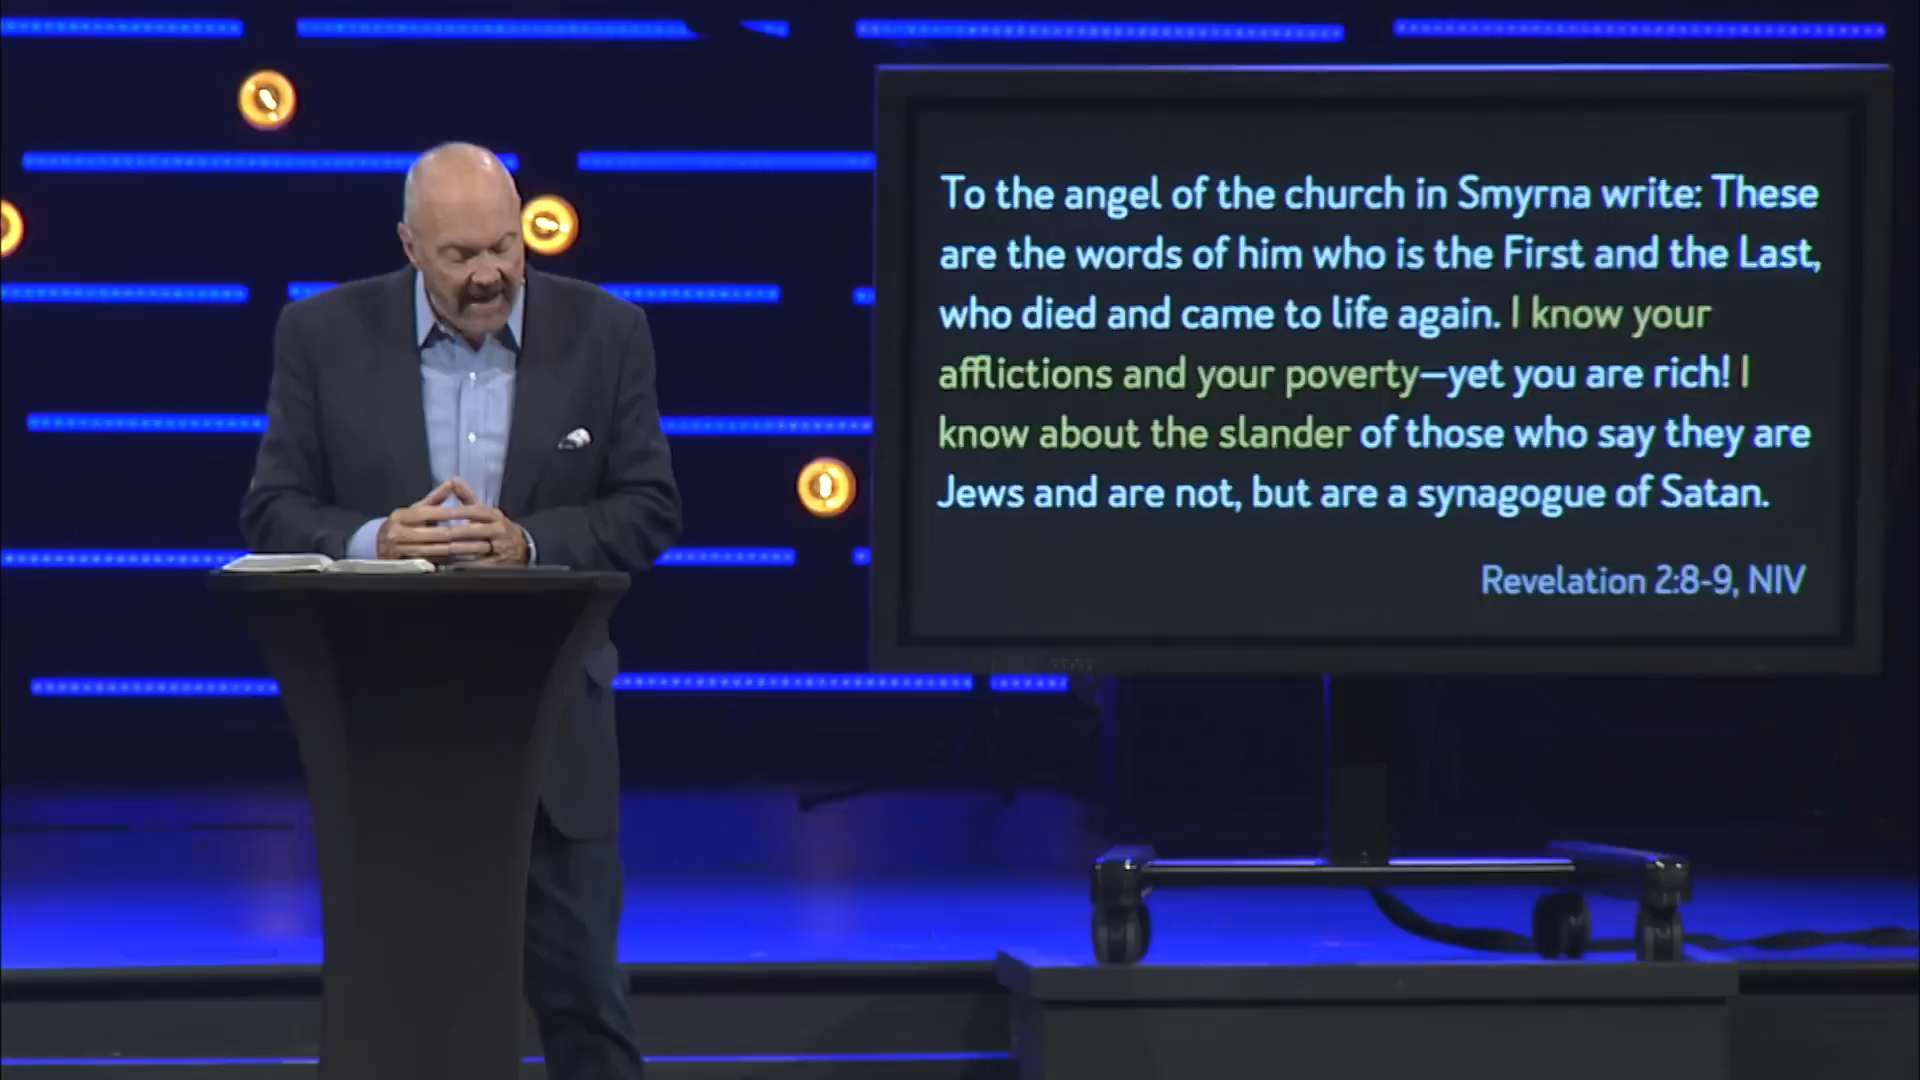 To the angel of the church in Smyrna write: These
are the words of him who is the First and the Last,
who died and came to life again. I know your
afflictions and your poverty—yet you are rich! I
know about the slander of those who say they are
Jews and are not, but are a synagogue of Satan.
Revelation 2:8-9, NIV